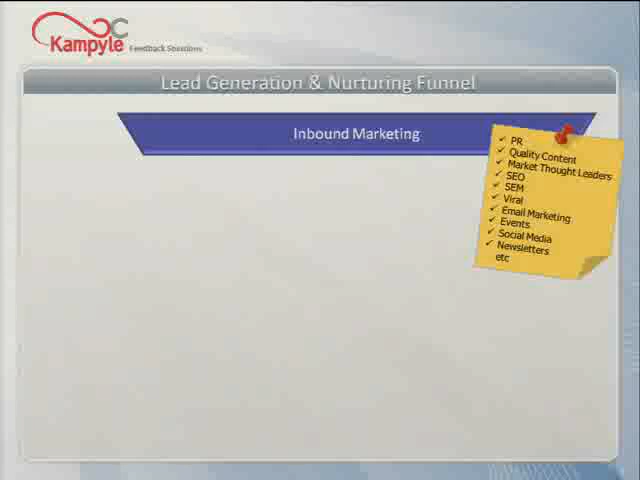 Kampyle Feedback Solutions
Lead Generation & Nurturing Funnel
Inbound Marketing
PR
Quality Content
Market Thought Leaders
SEO
SEM
Viral
Email Marketing
Events
Social Media
Newsletters
etc